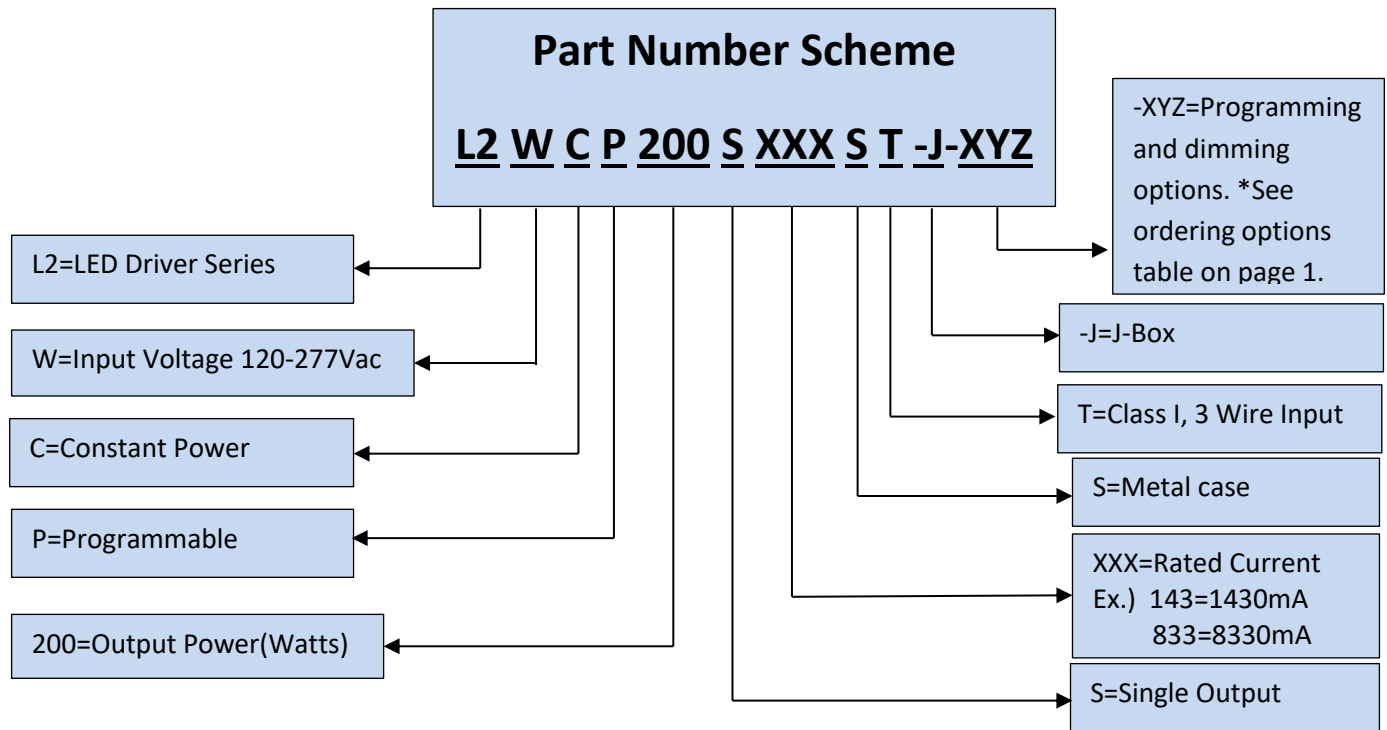 Part Number Scheme
L2 W C P 200 S XXX S T -J-XYZ
L2=LED Driver Series
W=Input Voltage 120-277Vac
C=Constant Power
P=Programmable
200=Output Power(Watts)
-XYZ=Programming
and dimming
options. *See
ordering options
table on page 1.
-J=J-Box
T=Class I, 3 Wire Input
S=Metal case
XXX=Rated Current
Ex.) 143=1430mA
833=8330mA
S=Single Output